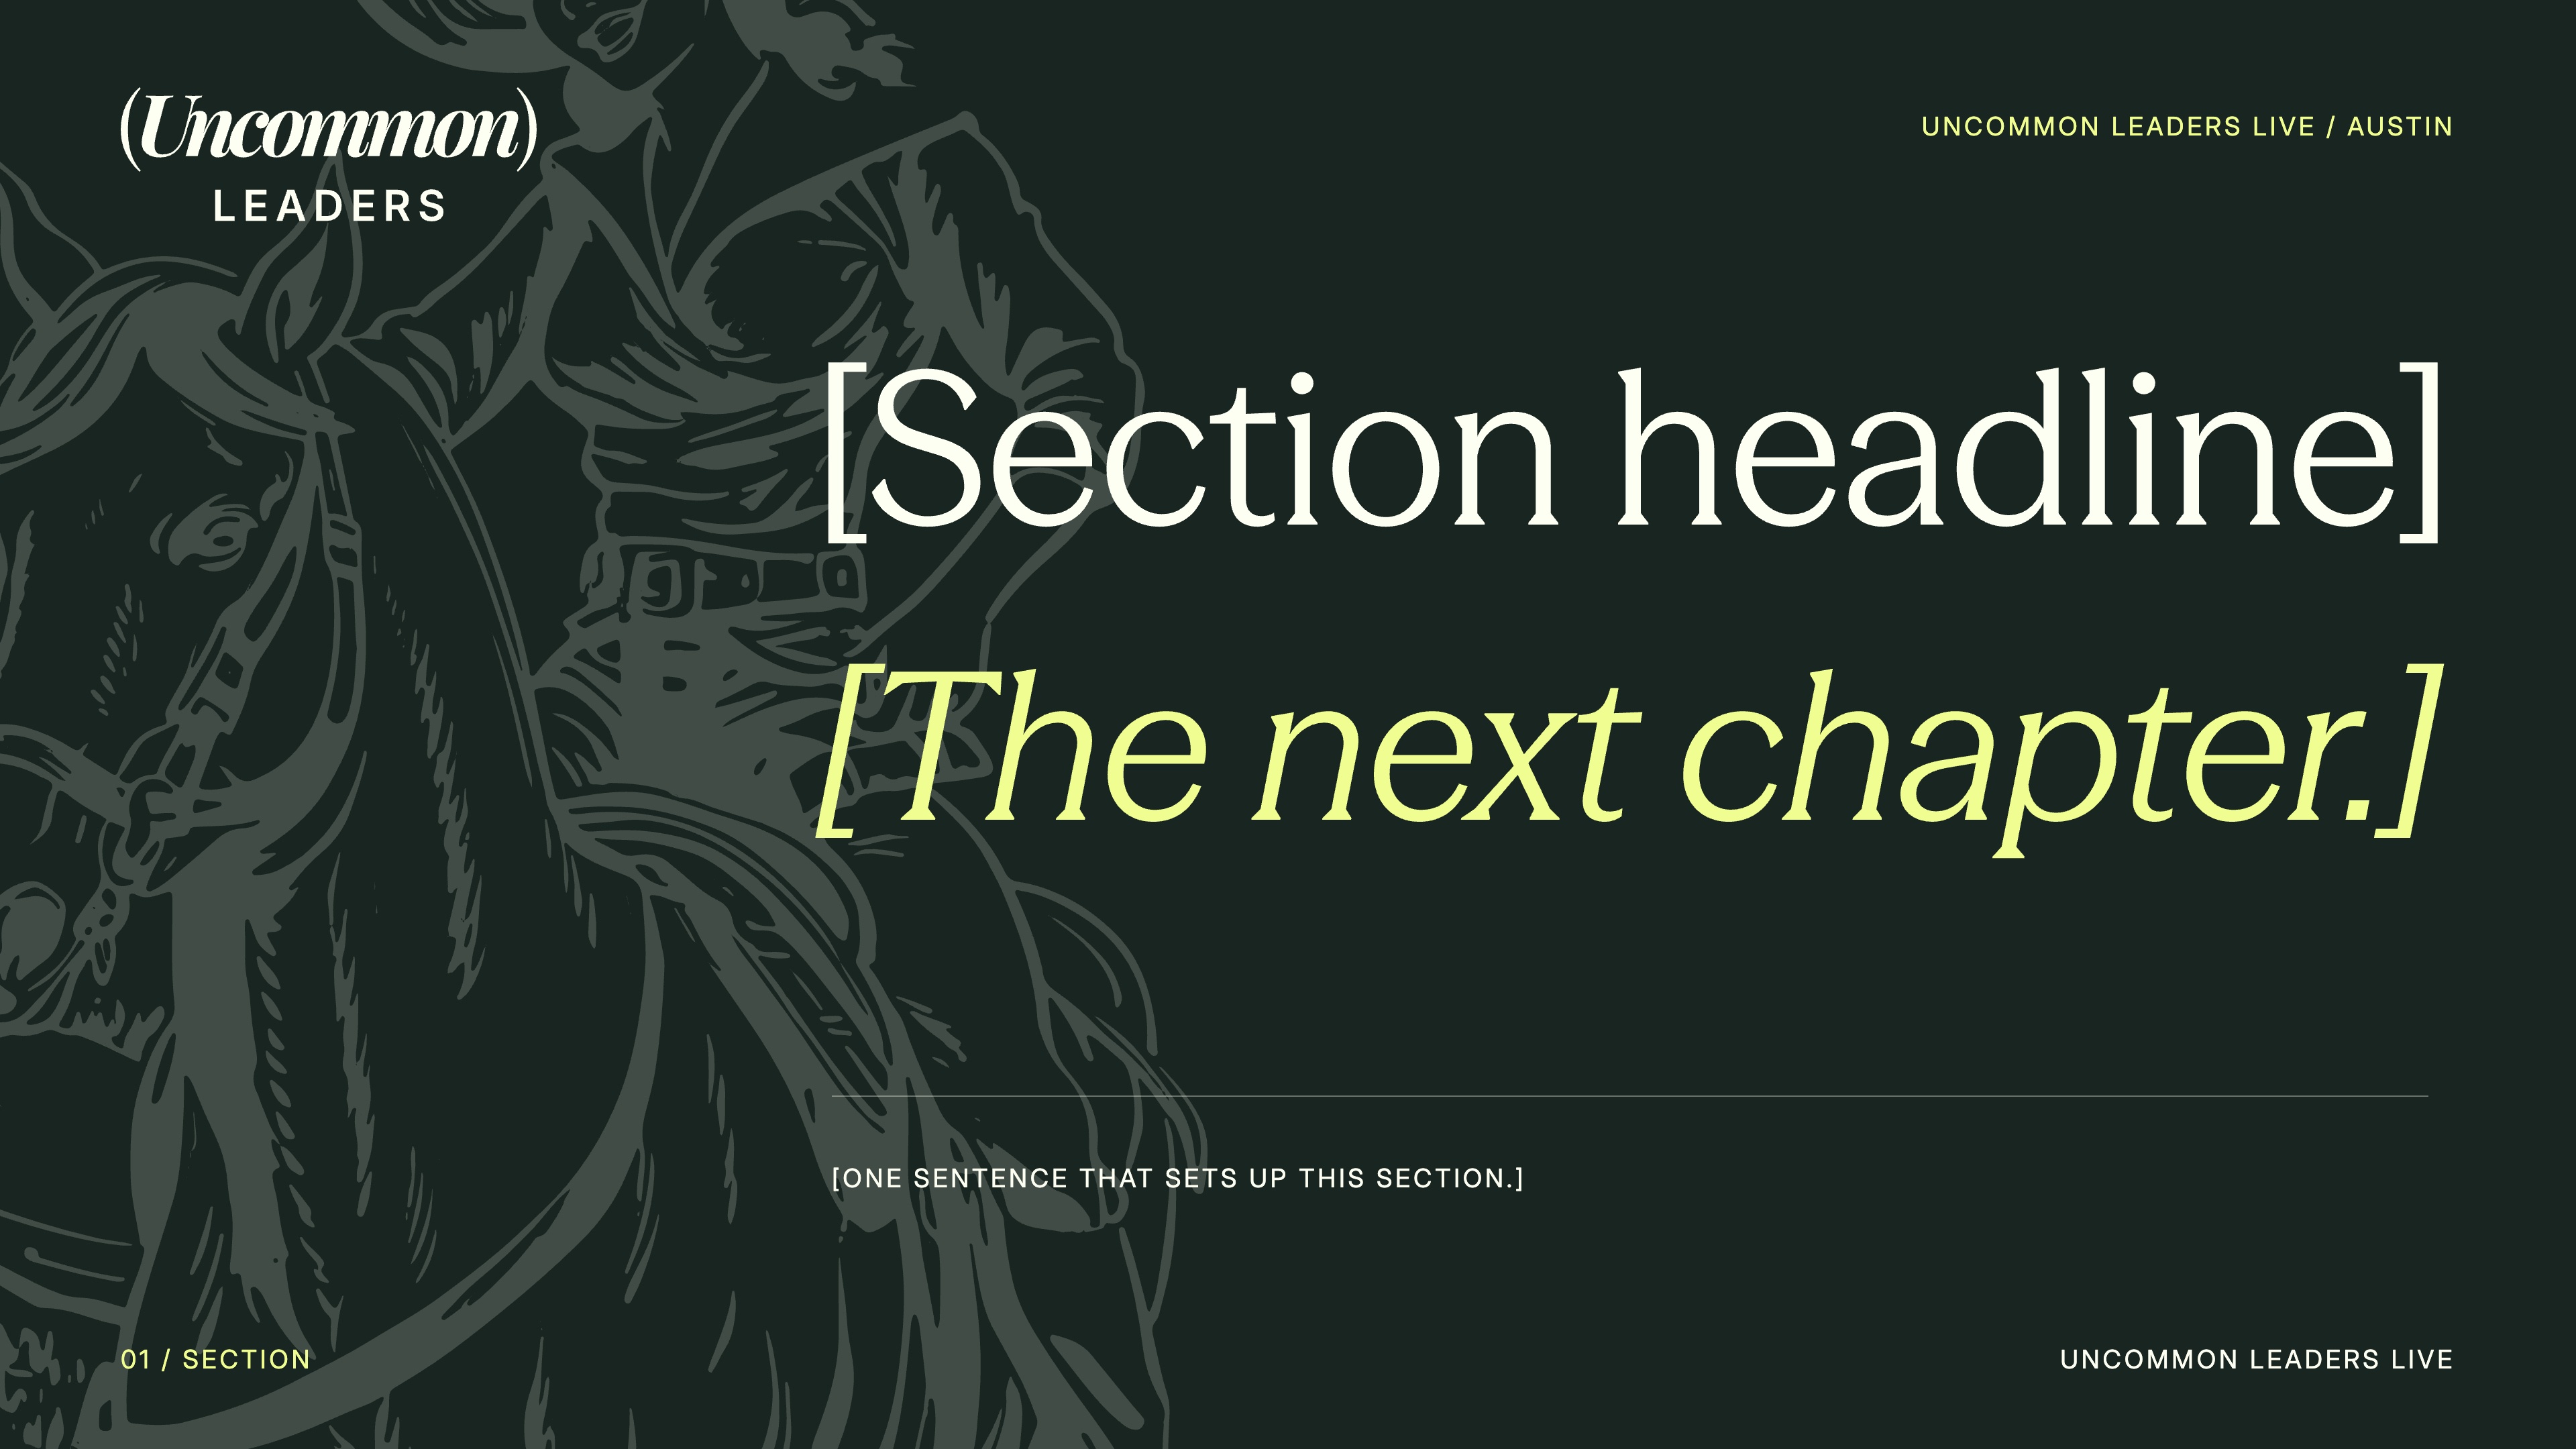 (Uncommon)
LEADERS
UNCOMMON LEADERS LIVE / AUSTIN
[Section headline]
[The next chapter.]
[ONE SENTENCE THAT SETS UP THIS SECTION.]
01 / SECTION
UNCOMMON LEADERS LIVE